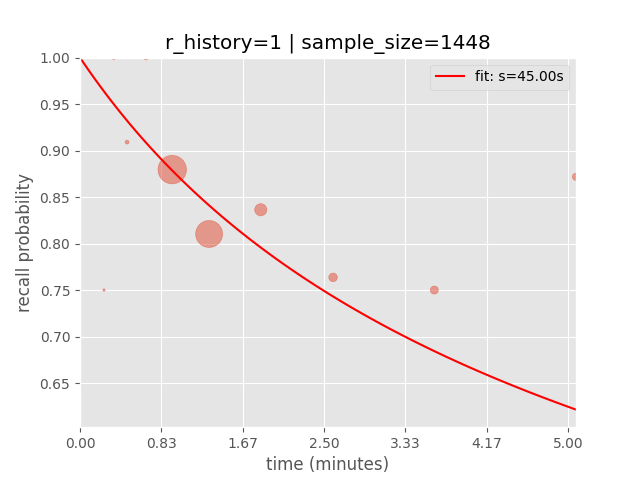 r_history=1 | sample_size=1448
fit: s=45.00s
recall probability
1.00
0.95
0.90
0.85
0.80
0.75
0.70
0.65
0.00 0.83 1.67 2.50 3.33 4.17 5.00
time (minutes)